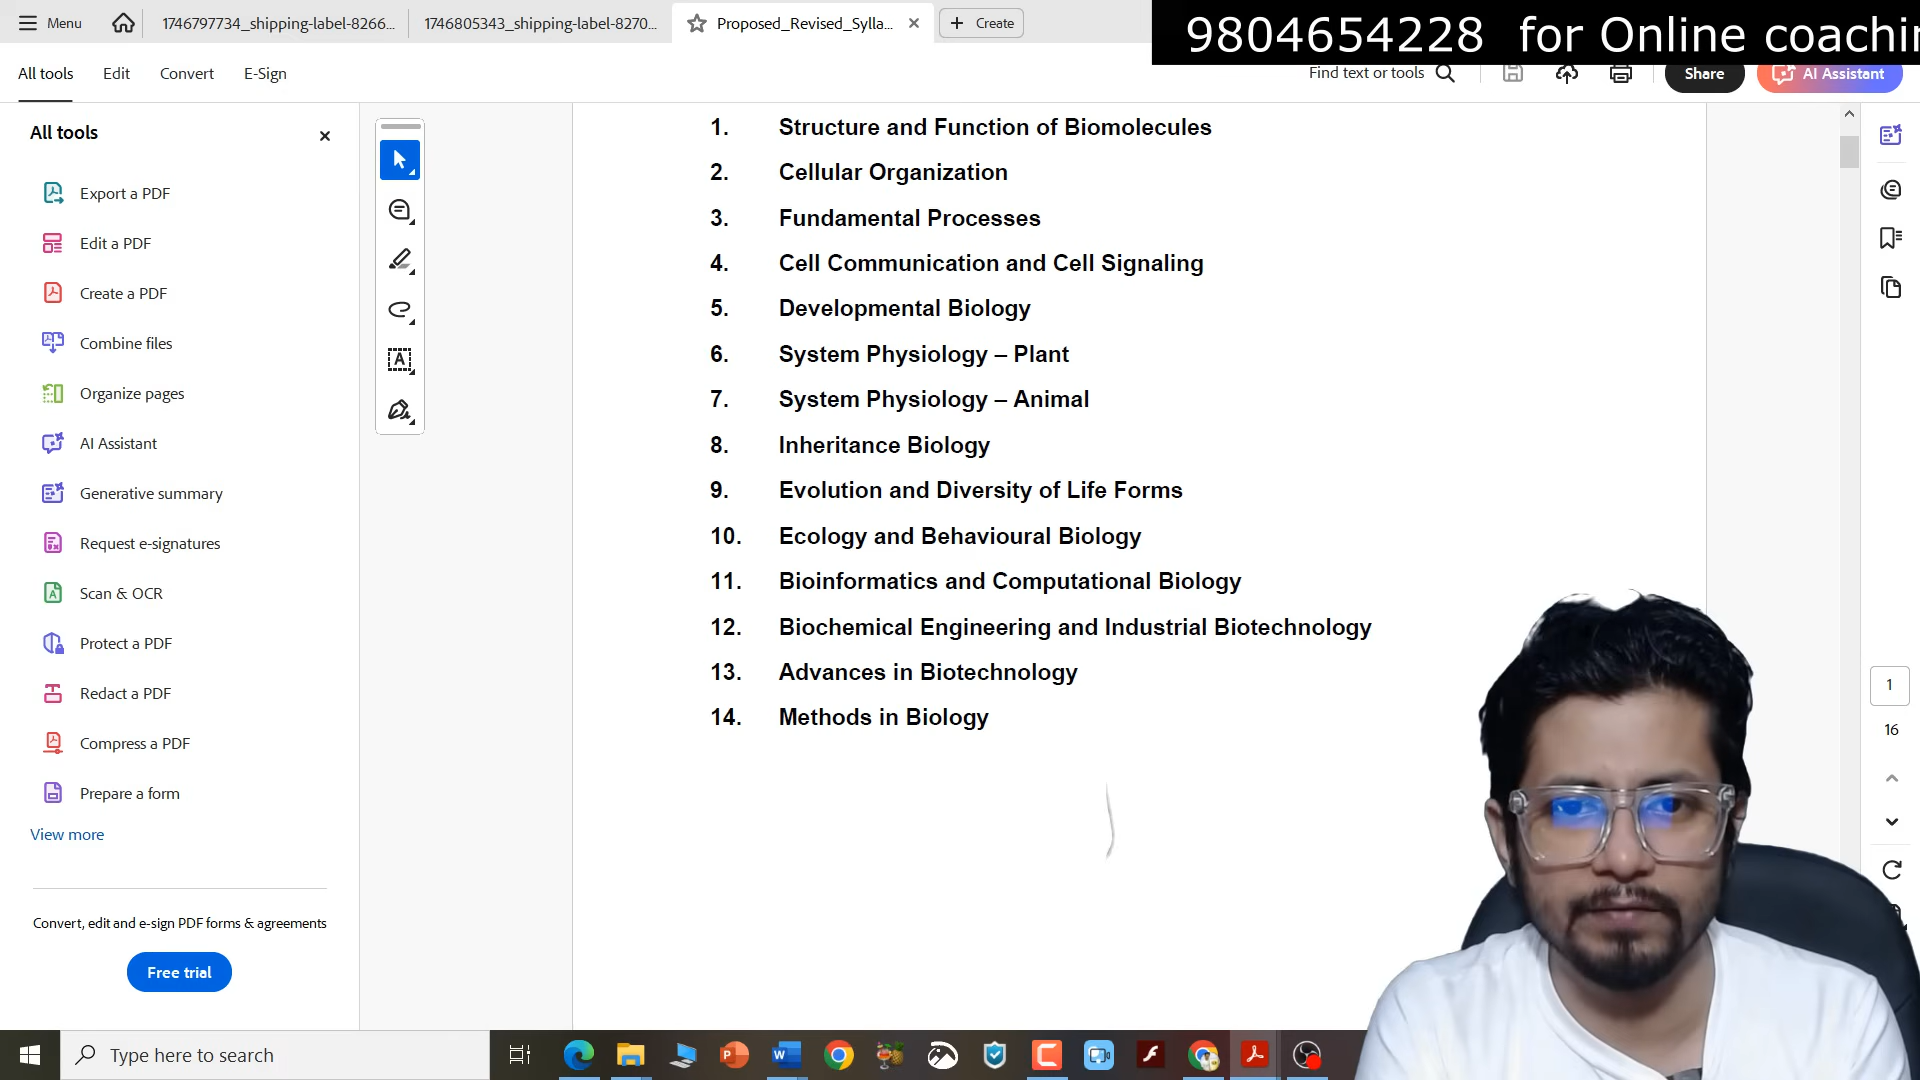 Menu
1746797734_shipping-label-8266...
1746805343_shipping-label-8270...
Proposed_Revised_Sylla...
Create
9804654228 for Online coachin
All tools
Edit
Convert
E-Sign
Find text or tools
Share
AI Assistant
All tools
Export a PDF
Edit a PDF
Create a PDF
Combine files
Organize pages
AI Assistant
Generative summary
Request e-signatures
Scan & OCR
Protect a PDF
Redact a PDF
Compress a PDF
Prepare a form
View more
Convert, edit and e-sign PDF forms & agreements
Free trial
1. Structure and Function of Biomolecules
2. Cellular Organization
3. Fundamental Processes
4. Cell Communication and Cell Signaling
5. Developmental Biology
6. System Physiology – Plant
7. System Physiology – Animal
8. Inheritance Biology
9. Evolution and Diversity of Life Forms
10. Ecology and Behavioural Biology
11. Bioinformatics and Computational Biology
12. Biochemical Engineering and Industrial Biotechnology
13. Advances in Biotechnology
14. Methods in Biology
1
16
Type here to search